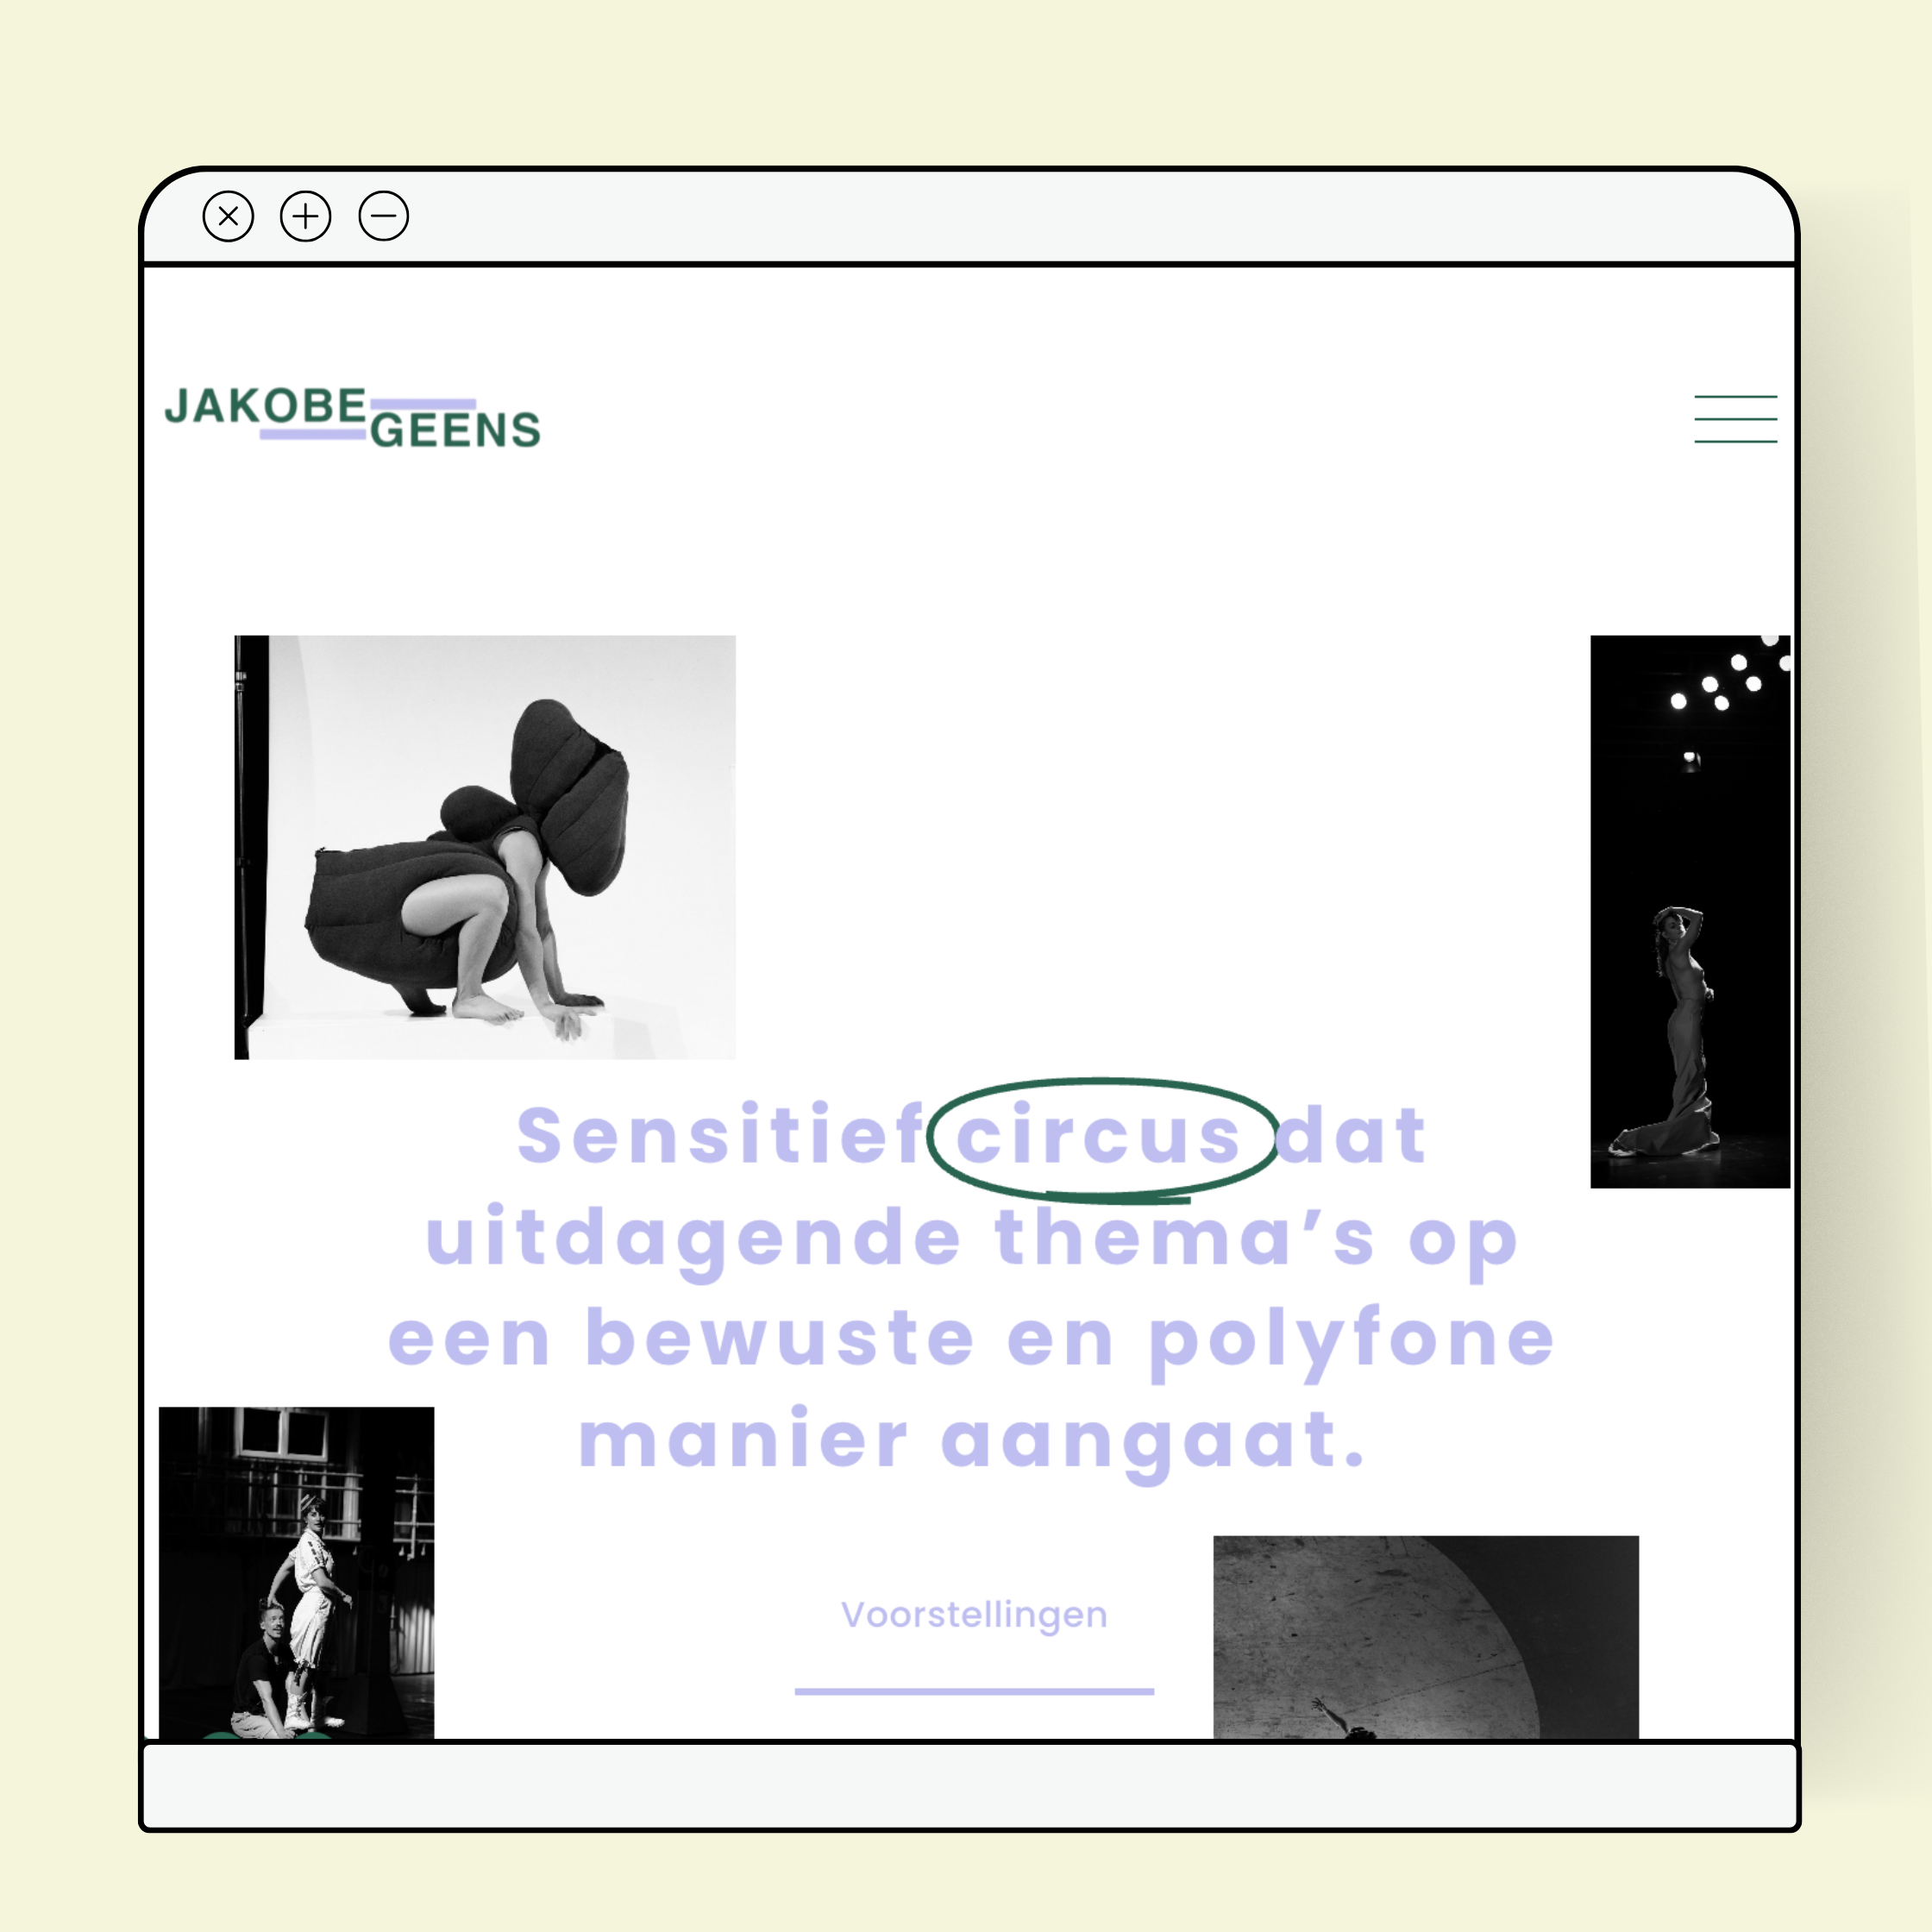 JAKOBE
GEENS
Sensitief circus dat
uitdagende thema’s op
een bewuste en polyfone
manier aangaat.
Voorstellingen